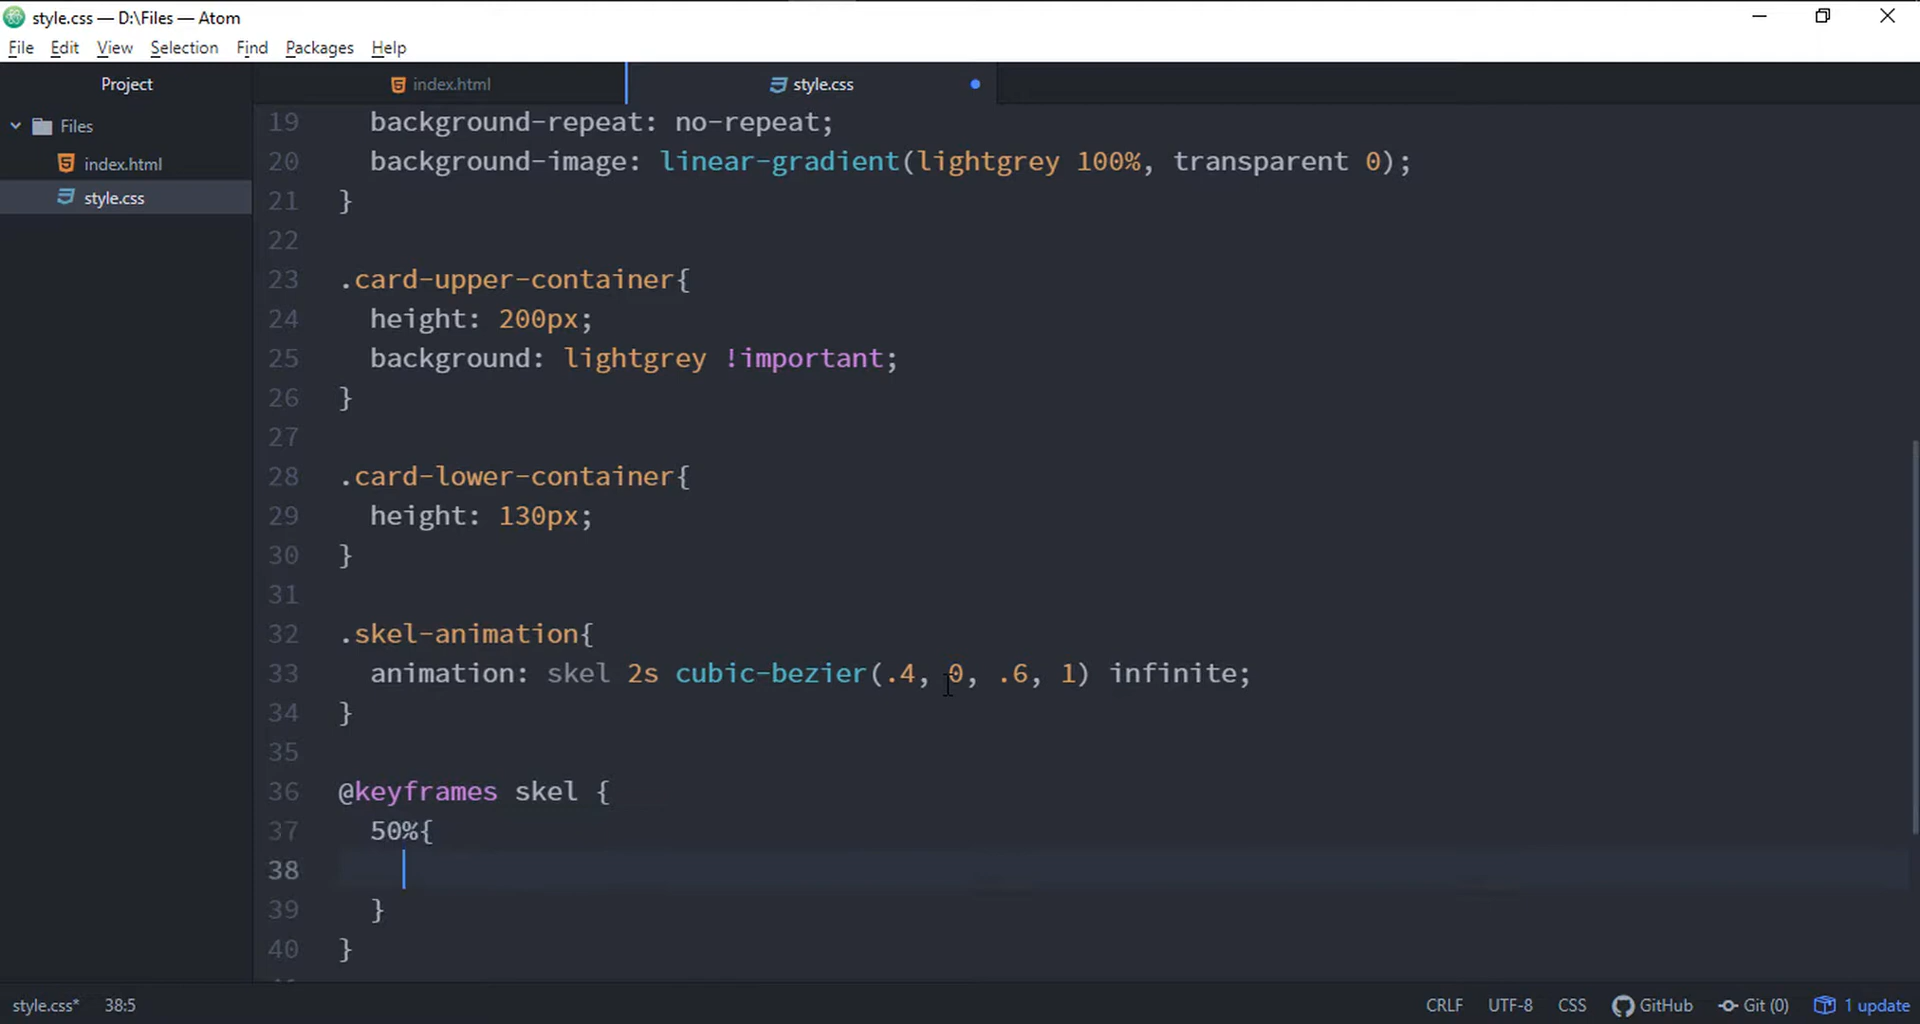 style.css — D:\Files — Atom
File Edit View Selection Find Packages Help
Project
Files
index.html
style.css
index.html
style.css
19 background-repeat: no-repeat;
20 background-image: linear-gradient(lightgrey 100%, transparent 0);
21 }
22
23 .card-upper-container{
24 height: 200px;
25 background: lightgrey !important;
26 }
27
28 .card-lower-container{
29 height: 130px;
30 }
31
32 .skel-animation{
33 animation: skel 2s cubic-bezier(.4, 0, .6, 1) infinite;
34 }
35
36 @keyframes skel {
37 50%{
38
39 }
40 }
style.css* 38:5 CRLF UTF-8 CSS GitHub Git (0) 1 update